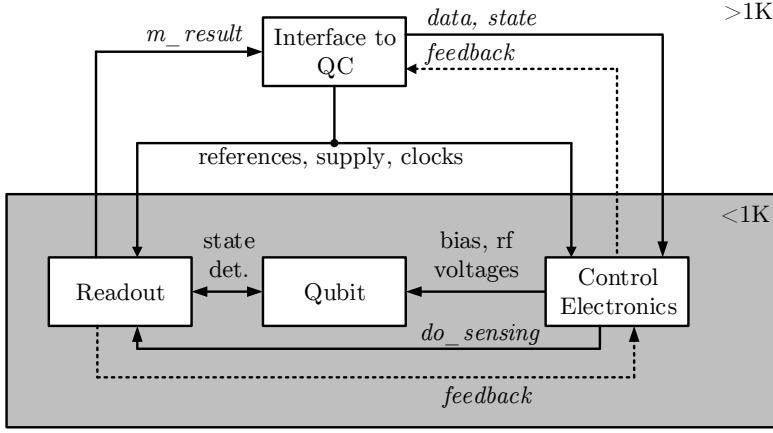 >1K
m_result
Interface to
QC
data, state
feedback
references, supply, clocks
<1K
state
det.
bias, rf
voltages
Readout
Qubit
Control
Electronics
do_sensing
feedback